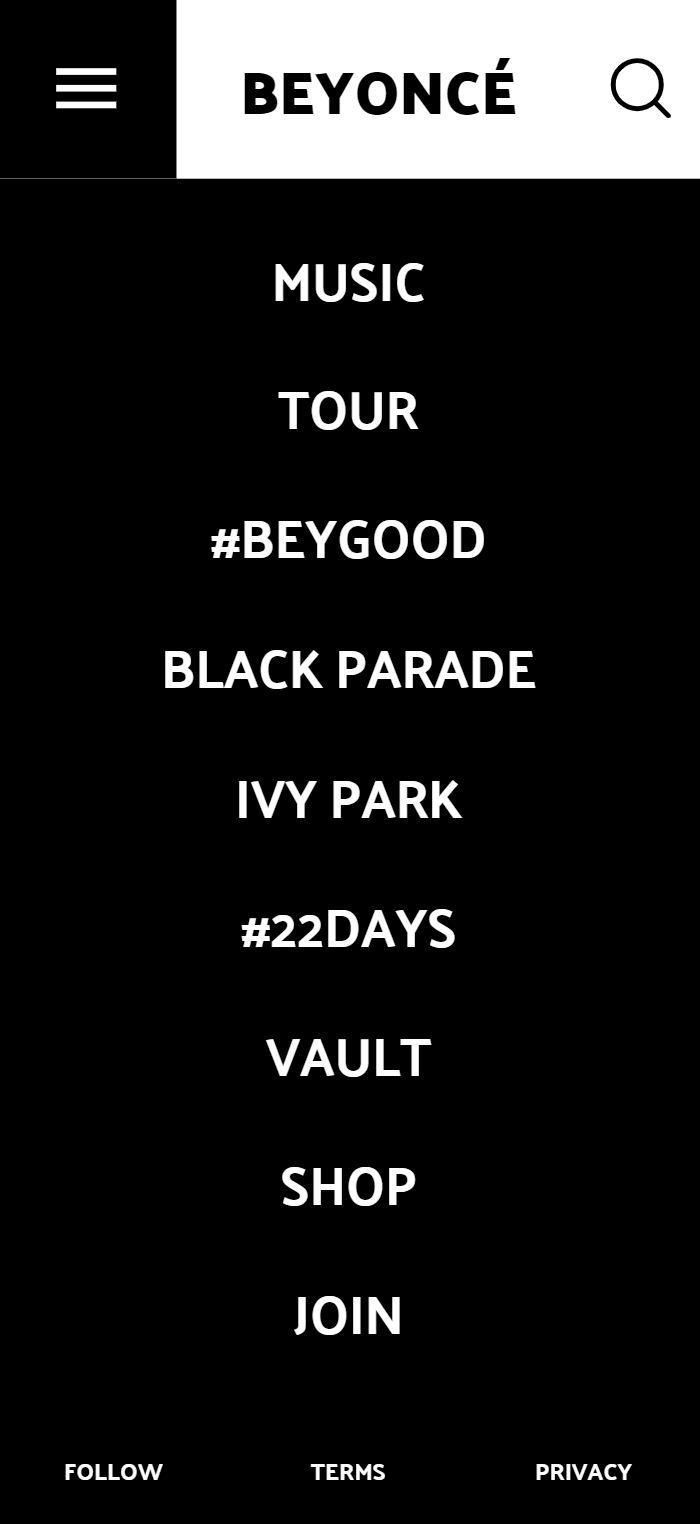 BEYONCÉ
MUSIC
TOUR
#BEYGOOD
BLACK PARADE
IVY PARK
#22DAYS
VAULT
SHOP
JOIN
FOLLOW TERMS PRIVACY